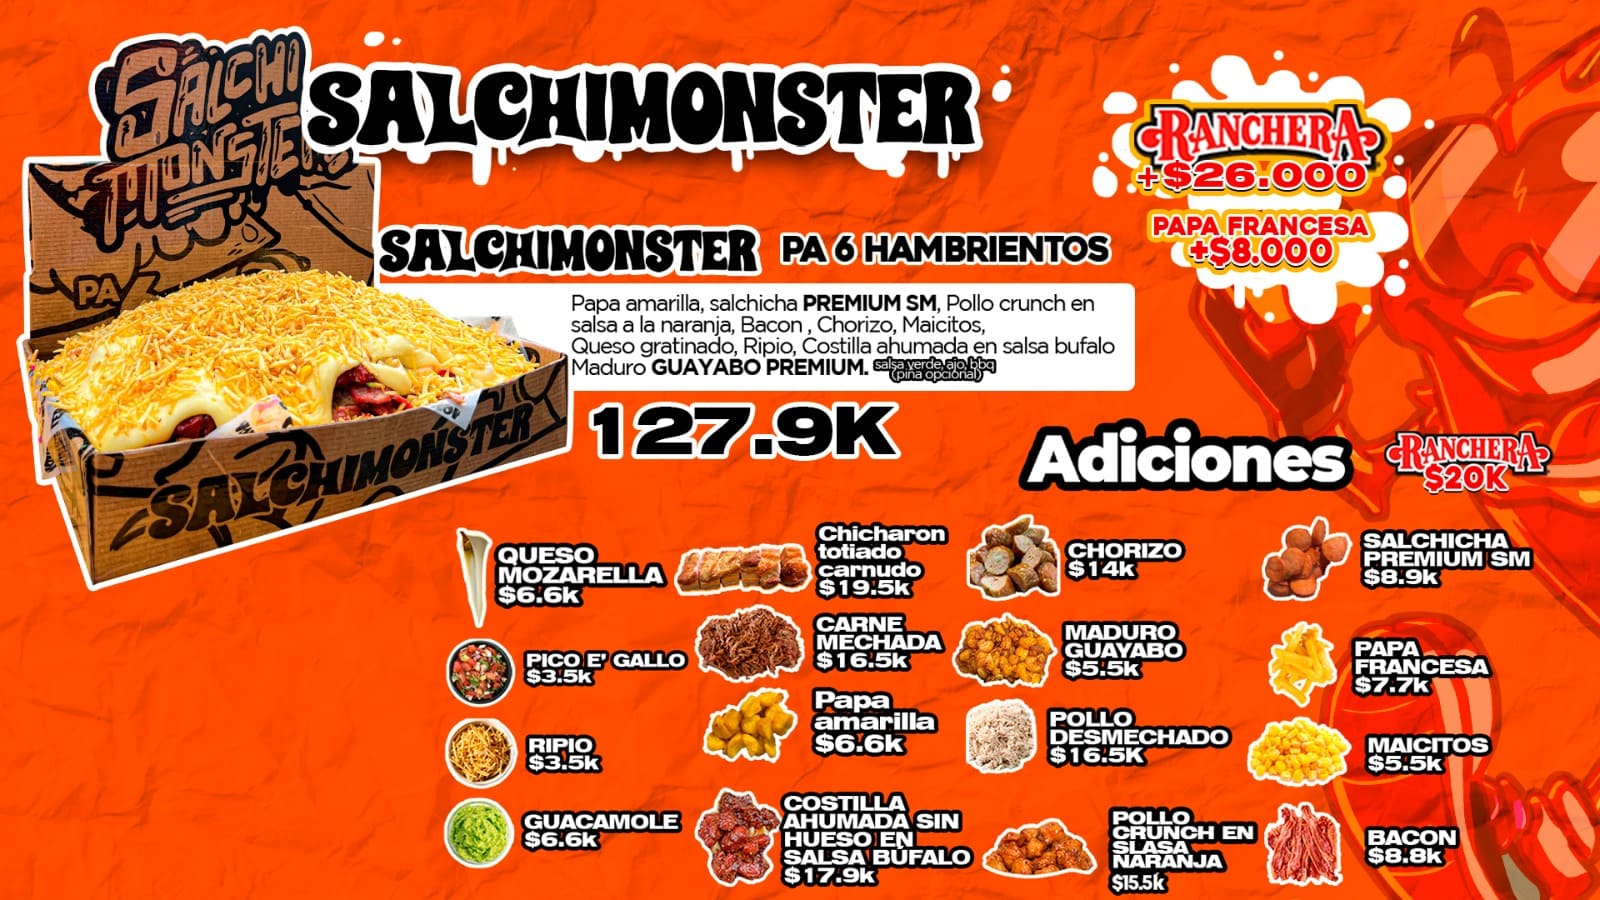 SALCHI
MONSTER
PA 6
SALCHIMONSTER
SALCHIMONSTER
RANCHERA
+$26.000
PAPA FRANCESA
+$8.000
SALCHIMONSTER PA 6 HAMBRIENTOS
Papa amarilla, salchicha PREMIUM SM, Pollo crunch en
salsa a la naranja, Bacon , Chorizo, Maicitos,
Queso gratinado, Ripio, Costilla ahumada en salsa bufalo
Maduro GUAYABO PREMIUM. salsa verde, ajo, bbq
(piña opcional)
127.9K
Adiciones
RANCHERA
$20K
QUESO
MOZARELLA
$6.6k
PICO E' GALLO
$3.5k
RIPIO
$3.5k
GUACAMOLE
$6.6k
Chicharon
totiado
carnudo
$19.5k
CARNE
MECHADA
$16.5k
Papa
amarilla
$6.6k
COSTILLA
AHUMADA SIN
HUESO EN
SALSA BÚFALO
$17.9k
CHORIZO
$14k
MADURO
GUAYABO
$5.5k
POLLO
DESMECHADO
$16.5K
POLLO
CRUNCH EN
SLASA
NARANJA
$15.5k
SALCHICHA
PREMIUM SM
$8.9k
PAPA
FRANCESA
$7.7k
MAICITOS
$5.5k
BACON
$8.8k